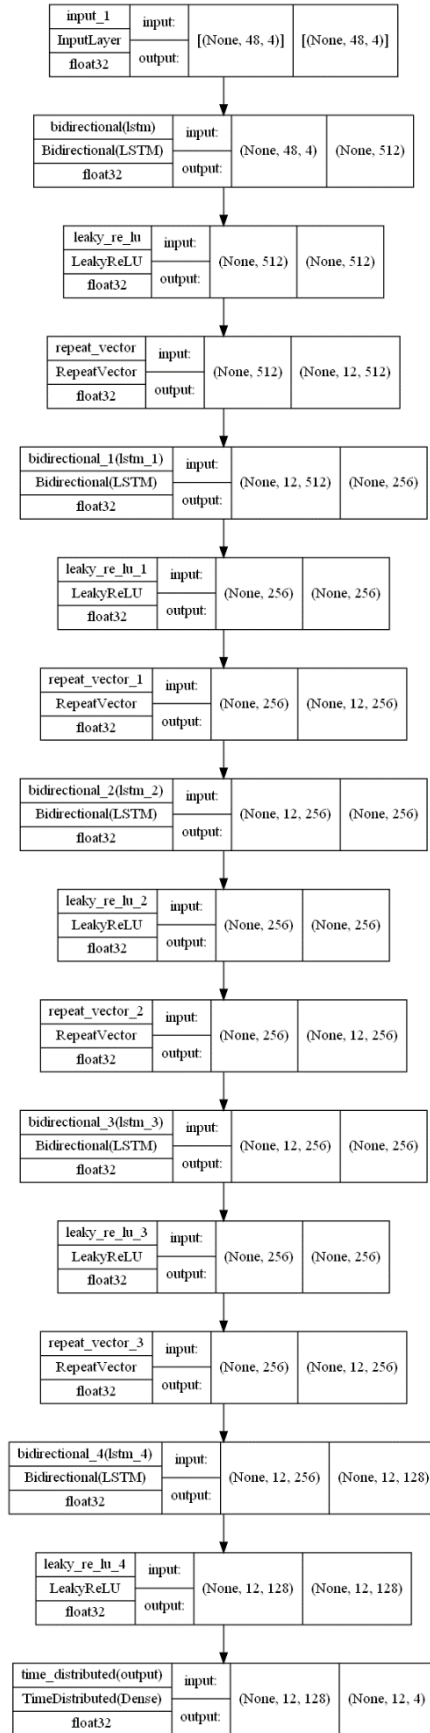 input_1
InputLayer
float32
input:
output:
[(None, 48, 4)]
[(None, 48, 4)]
bidirectional(lstm)
Bidirectional(LSTM)
float32
input:
output:
(None, 48, 4)
(None, 512)
leaky_re_lu
LeakyReLU
float32
input:
output:
(None, 512)
(None, 512)
repeat_vector
RepeatVector
float32
input:
output:
(None, 512)
(None, 12, 512)
bidirectional_1(lstm_1)
Bidirectional(LSTM)
float32
input:
output:
(None, 12, 512)
(None, 256)
leaky_re_lu_1
LeakyReLU
float32
input:
output:
(None, 256)
(None, 256)
repeat_vector_1
RepeatVector
float32
input:
output:
(None, 256)
(None, 12, 256)
bidirectional_2(lstm_2)
Bidirectional(LSTM)
float32
input:
output:
(None, 12, 256)
(None, 256)
leaky_re_lu_2
LeakyReLU
float32
input:
output:
(None, 256)
(None, 256)
repeat_vector_2
RepeatVector
float32
input:
output:
(None, 256)
(None, 12, 256)
bidirectional_3(lstm_3)
Bidirectional(LSTM)
float32
input:
output:
(None, 12, 256)
(None, 256)
leaky_re_lu_3
LeakyReLU
float32
input:
output:
(None, 256)
(None, 256)
repeat_vector_3
RepeatVector
float32
input:
output:
(None, 256)
(None, 12, 256)
bidirectional_4(lstm_4)
Bidirectional(LSTM)
float32
input:
output:
(None, 12, 256)
(None, 12, 128)
leaky_re_lu_4
LeakyReLU
float32
input:
output:
(None, 12, 128)
(None, 12, 128)
time_distributed(output)
TimeDistributed(Dense)
float32
input:
output:
(None, 12, 128)
(None, 12, 4)